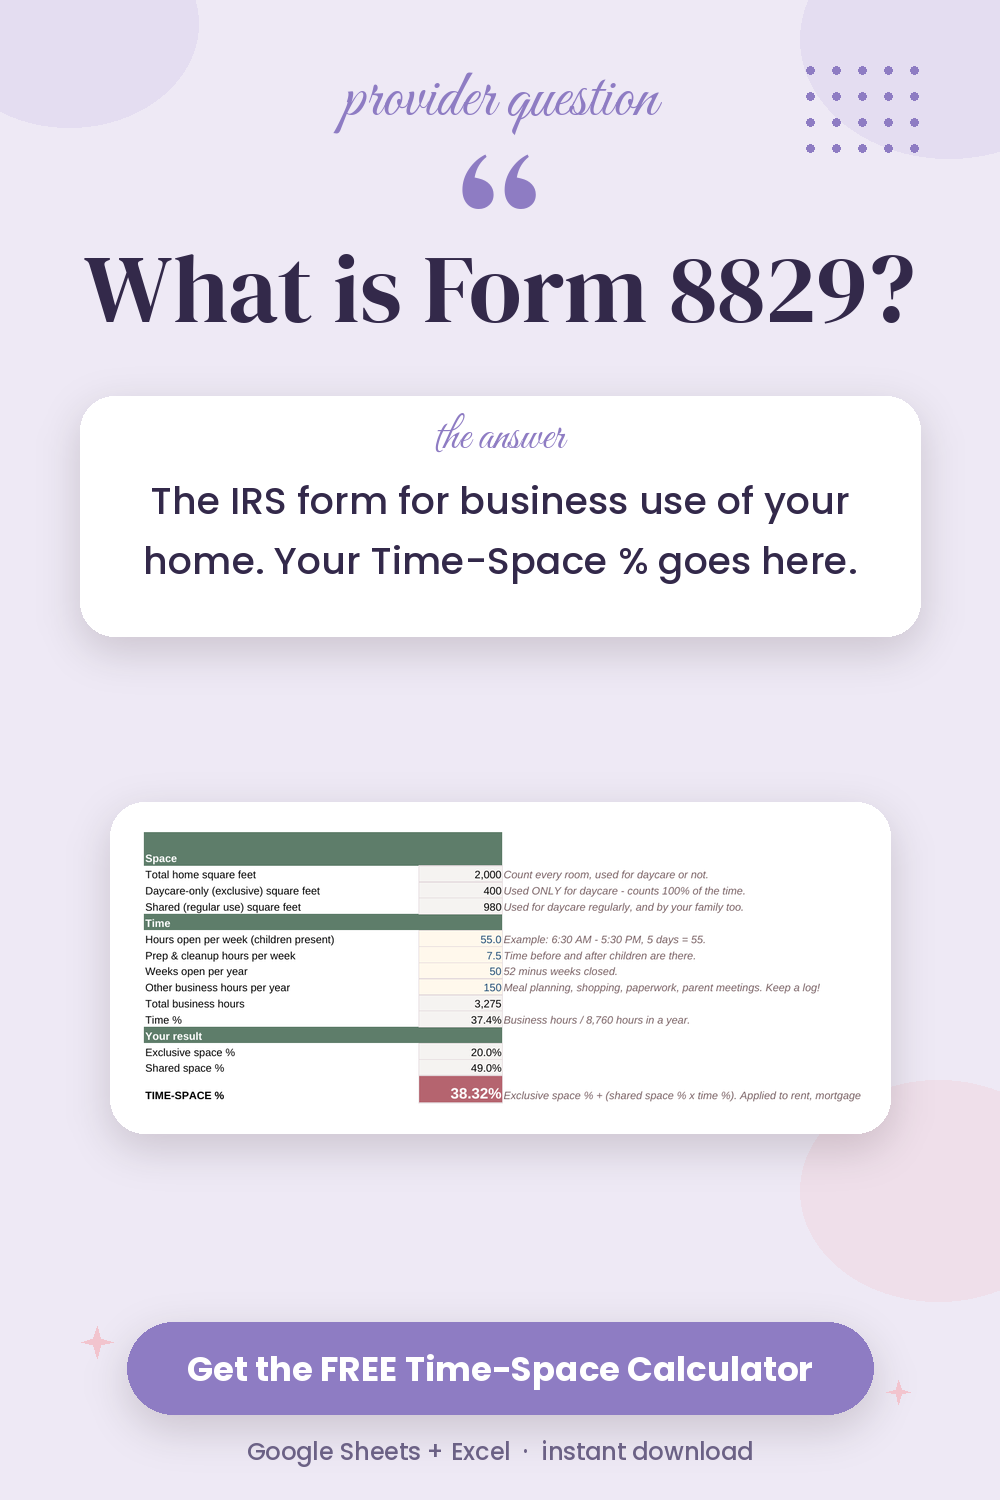 provider question
“
What is Form 8829?
the answer
The IRS form for business use of your
home. Your Time-Space % goes here.
Space
Total home square feet 2,000 Count every room, used for daycare or not.
Daycare-only (exclusive) square feet 400 Used ONLY for daycare - counts 100% of the time.
Shared (regular use) square feet 980 Used for daycare regularly, and by your family too.
Time
Hours open per week (children present) 55.0 Example: 6:30 AM - 5:30 PM, 5 days = 55.
Prep & cleanup hours per week 7.5 Time before and after children are there.
Weeks open per year 50 52 minus weeks closed.
Other business hours per year 150 Meal planning, shopping, paperwork, parent meetings. Keep a log!
Total business hours 3,275
Time % 37.4% Business hours / 8,760 hours in a year.
Your result
Exclusive space % 20.0%
Shared space % 49.0%
TIME-SPACE % 38.32% Exclusive space % + (shared space % x time %). Applied to rent, mortgage
Get the FREE Time-Space Calculator
Google Sheets + Excel · instant download